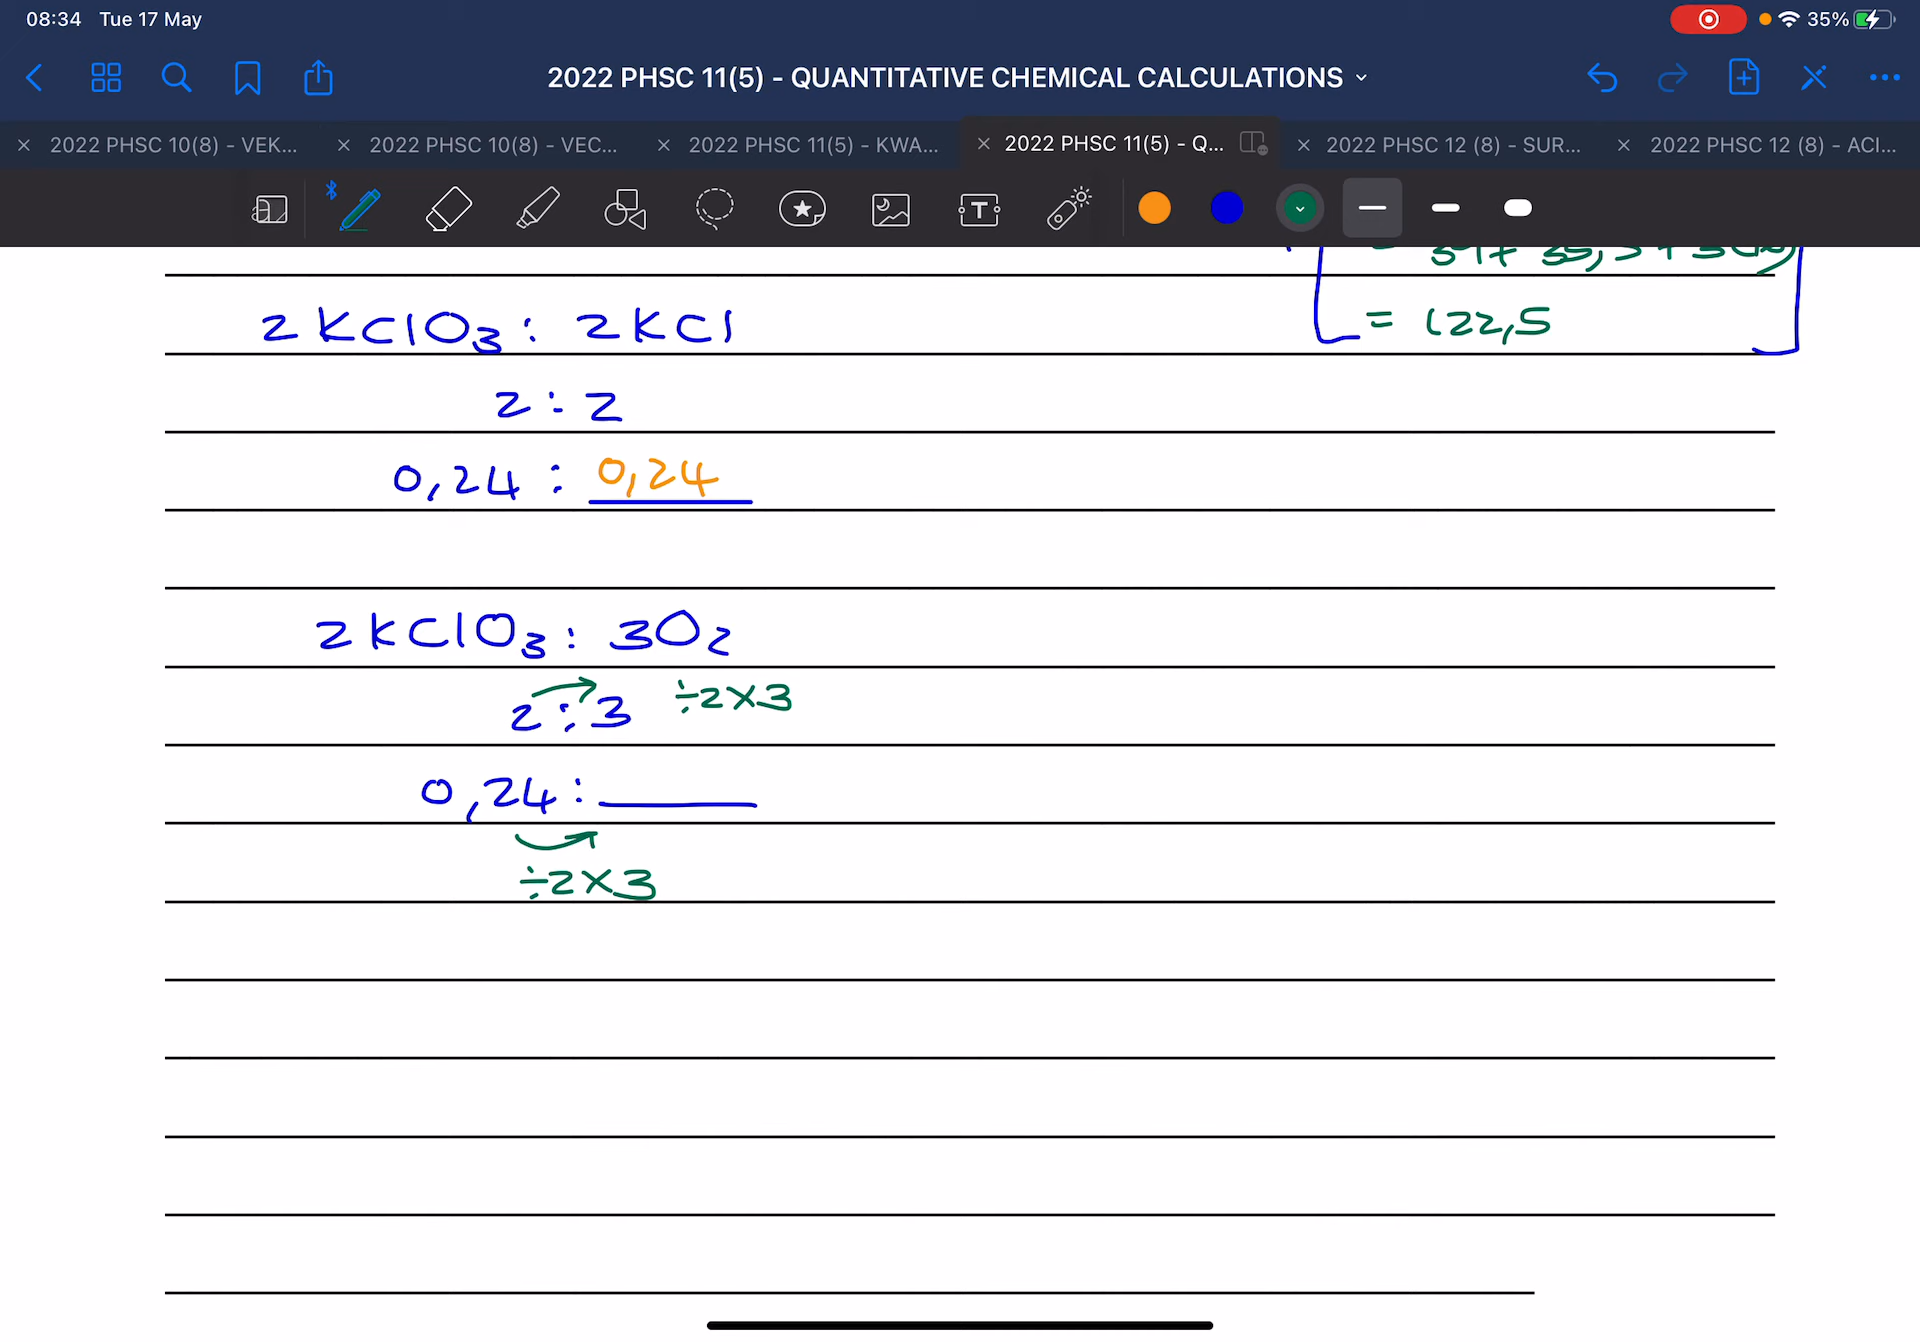 08:34 Tue 17 May
35%
2022 PHSC 11(5) - QUANTITATIVE CHEMICAL CALCULATIONS
2022 PHSC 10(8) - VEK...
2022 PHSC 10(8) - VEC...
2022 PHSC 11(5) - KWA...
2022 PHSC 11(5) - Q...
2022 PHSC 12 (8) - SUR...
2022 PHSC 12 (8) - ACI...
2KClO₃ : 2KCl
= 122,5
2 : 2
0,24 : 0,24
2KClO₃ : 3O₂
2 : 3 ÷2×3
0,24 :
÷2×3